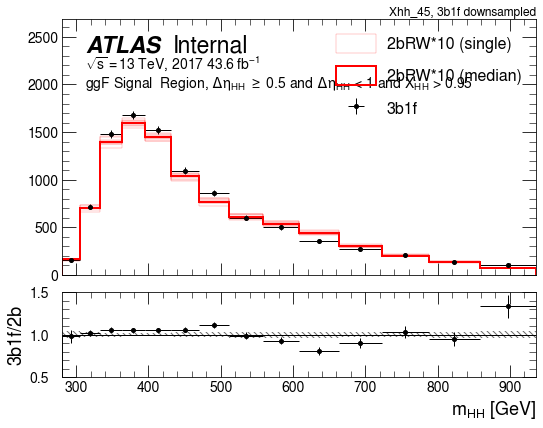 Xhh_45, 3b1f downsampled
ATLAS Internal
√s = 13 TeV, 2017 43.6 fb⁻¹
ggF Signal Region, Δη_HH ≥ 0.5 and Δη_HH < 1 and X_HH > 0.95
2bRW*10 (single)
2bRW*10 (median)
3b1f
2500
2000
1500
1000
500
0
1.5
1.0
0.5
3b1f/2b
300 400 500 600 700 800 900
m_HH [GeV]